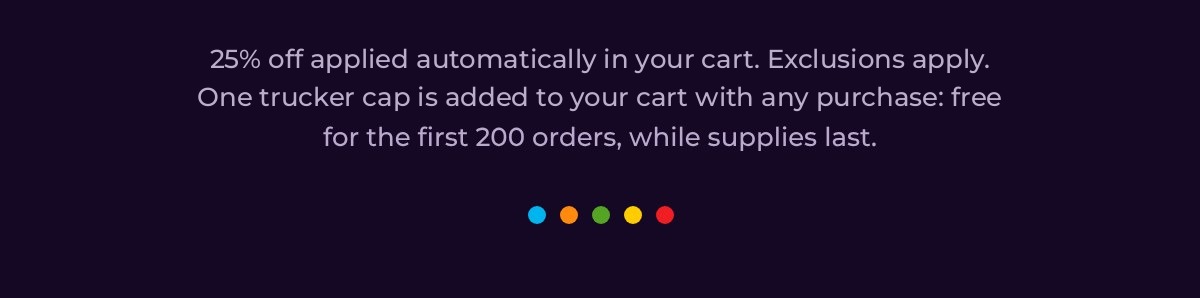 25% off applied automatically in your cart. Exclusions apply.
One trucker cap is added to your cart with any purchase: free
for the first 200 orders, while supplies last.